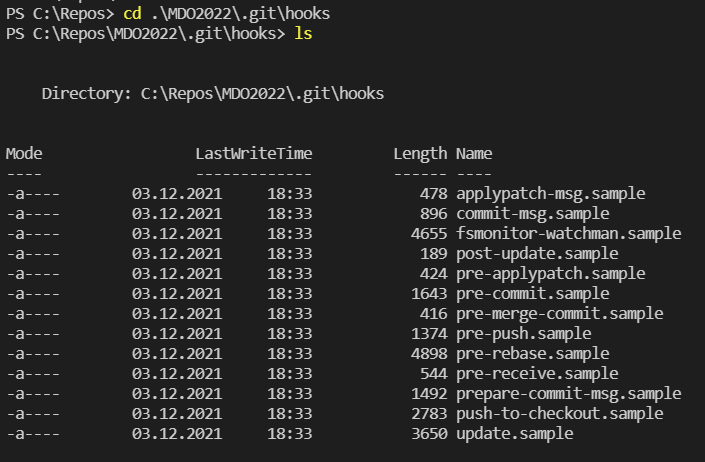 PS C:\Repos> cd .\MDO2022\.git\hooks
PS C:\Repos\MDO2022\.git\hooks> ls
Directory: C:\Repos\MDO2022\.git\hooks
Mode LastWriteTime Length Name
---- ------------- ------ ----
-a---- 03.12.2021 18:33 478 applypatch-msg.sample
-a---- 03.12.2021 18:33 896 commit-msg.sample
-a---- 03.12.2021 18:33 4655 fsmonitor-watchman.sample
-a---- 03.12.2021 18:33 189 post-update.sample
-a---- 03.12.2021 18:33 424 pre-applypatch.sample
-a---- 03.12.2021 18:33 1643 pre-commit.sample
-a---- 03.12.2021 18:33 416 pre-merge-commit.sample
-a---- 03.12.2021 18:33 1374 pre-push.sample
-a---- 03.12.2021 18:33 4898 pre-rebase.sample
-a---- 03.12.2021 18:33 544 pre-receive.sample
-a---- 03.12.2021 18:33 1492 prepare-commit-msg.sample
-a---- 03.12.2021 18:33 2783 push-to-checkout.sample
-a---- 03.12.2021 18:33 3650 update.sample